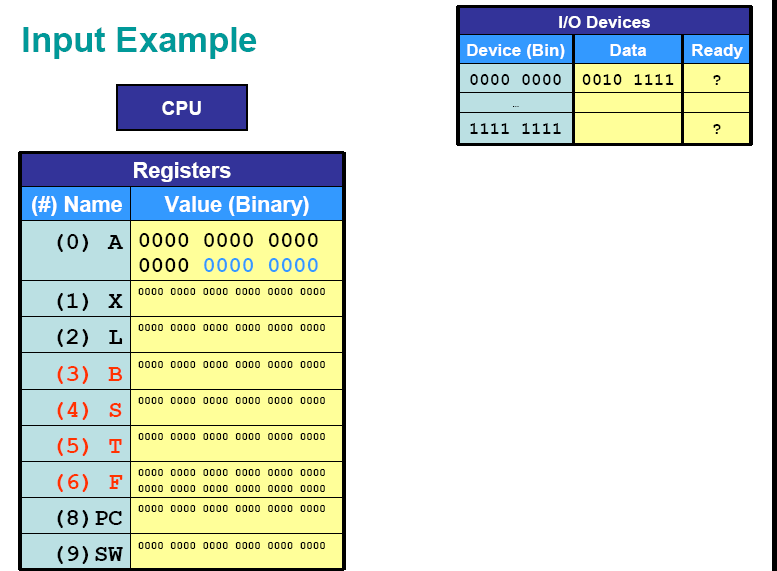 Input Example
CPU
I/O Devices
Device (Bin) Data Ready
0000 0000 0010 1111 ?
...
1111 1111 ?
Registers
(#) Name Value (Binary)
(0) A 0000 0000 0000
0000 0000 0000
(1) X 0000 0000 0000 0000 0000 0000
(2) L 0000 0000 0000 0000 0000 0000
(3) B 0000 0000 0000 0000 0000 0000
(4) S 0000 0000 0000 0000 0000 0000
(5) T 0000 0000 0000 0000 0000 0000
(6) F 0000 0000 0000 0000 0000 0000
0000 0000 0000 0000 0000 0000
(8)PC 0000 0000 0000 0000 0000 0000
(9)SW 0000 0000 0000 0000 0000 0000